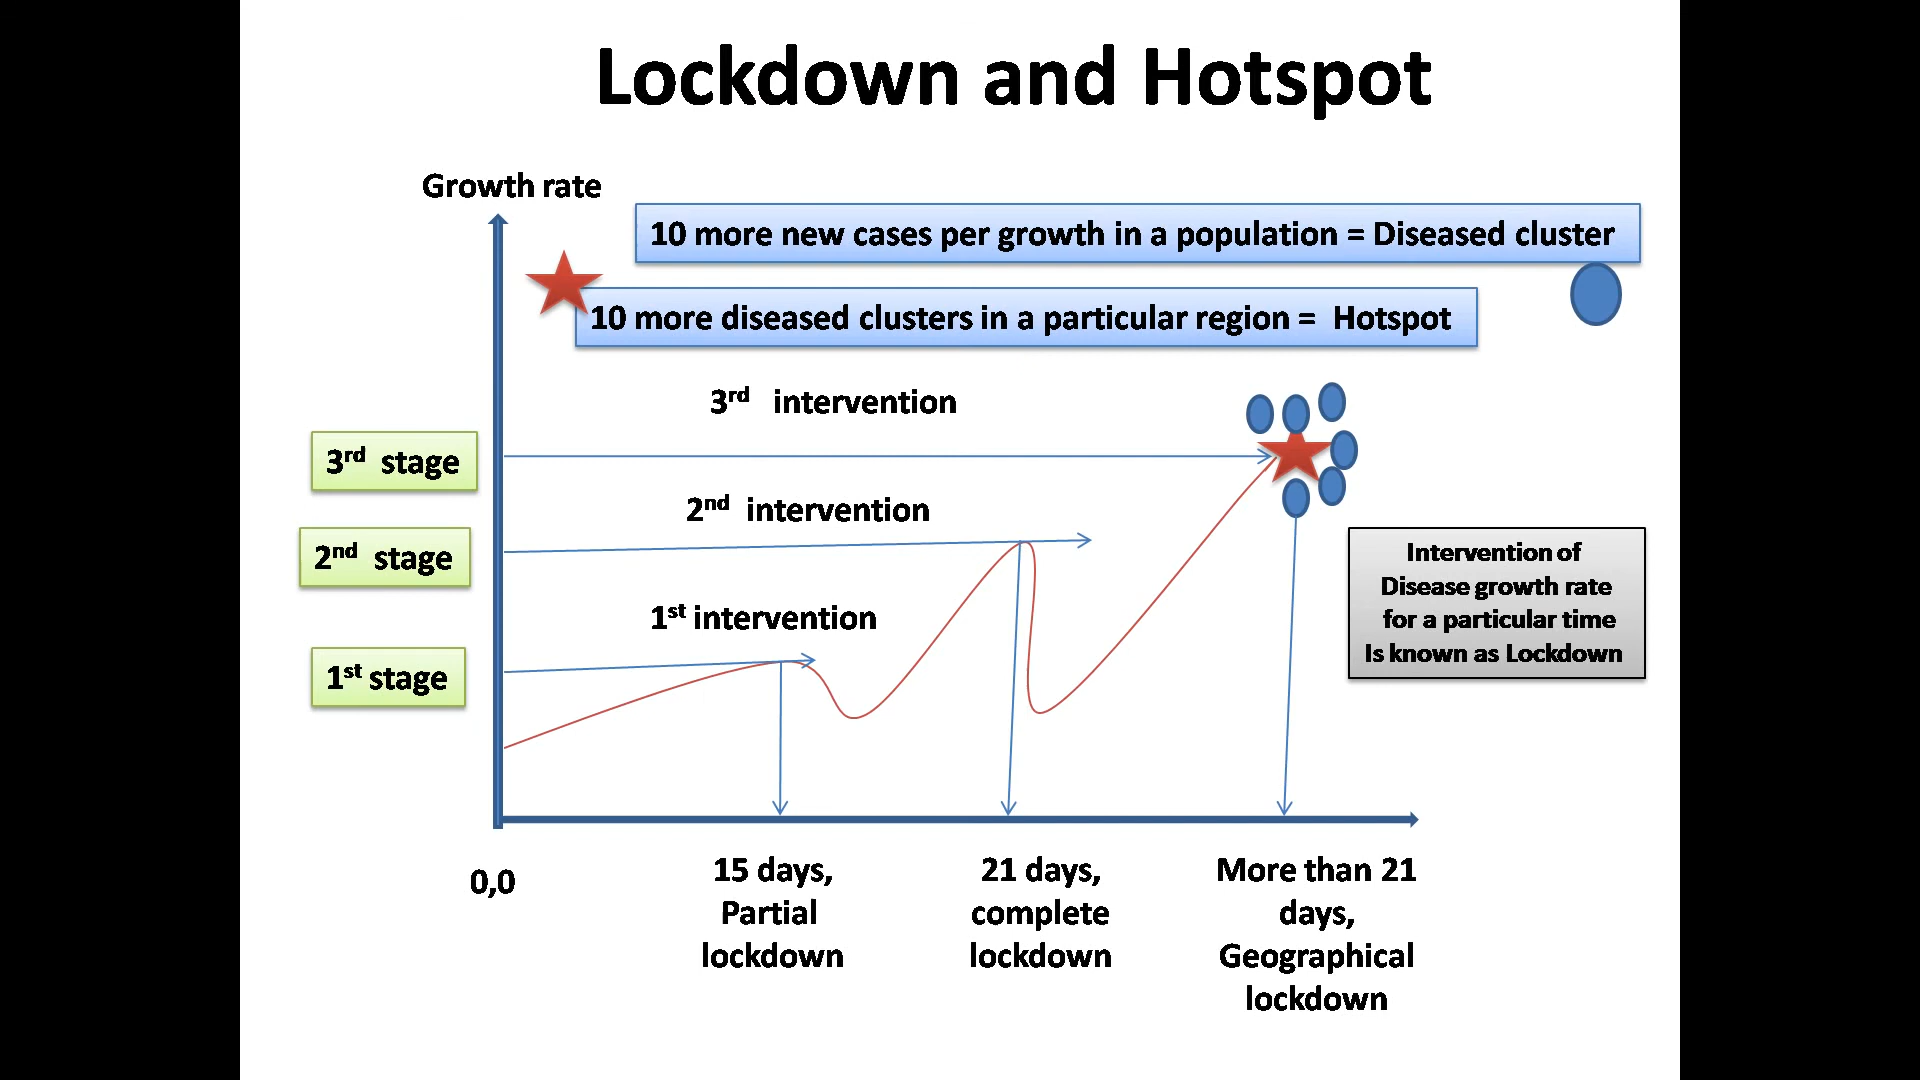 Lockdown and Hotspot
Growth rate
10 more new cases per growth in a population = Diseased cluster
10 more diseased clusters in a particular region = Hotspot
3rd intervention
3rd stage
2nd intervention
2nd stage
Intervention of
Disease growth rate
for a particular time
Is known as Lockdown
1st intervention
1st stage
0,0
15 days,
Partial
lockdown
21 days,
complete
lockdown
More than 21
days,
Geographical
lockdown